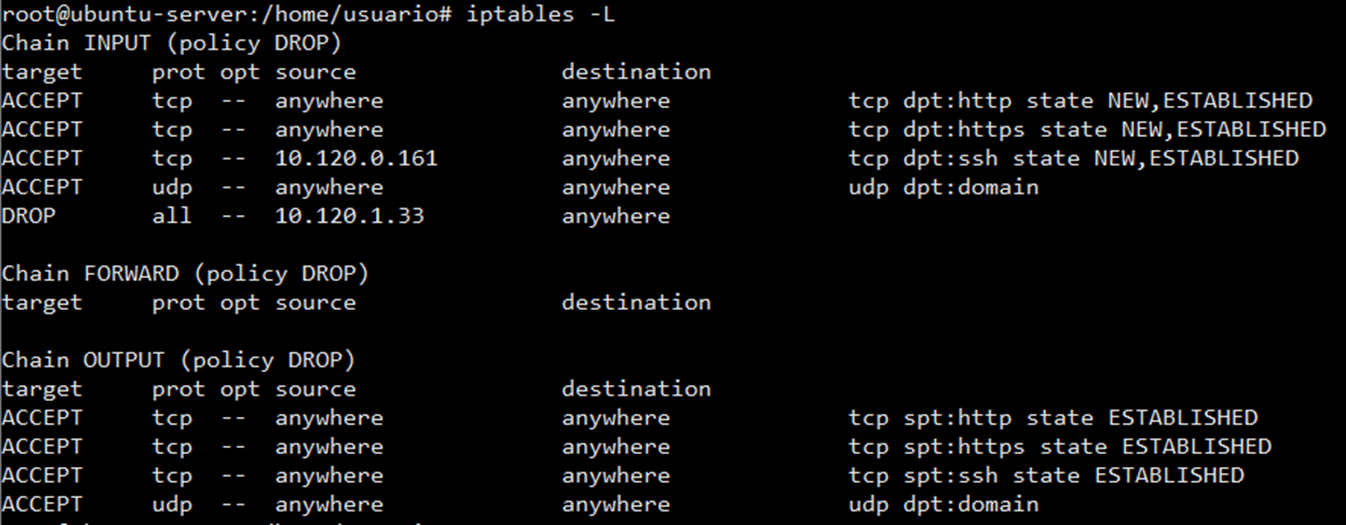 root@ubuntu-server:/home/usuario# iptables -L
Chain INPUT (policy DROP)
target     prot opt source               destination
ACCEPT     tcp  --  anywhere             anywhere             tcp dpt:http state NEW,ESTABLISHED
ACCEPT     tcp  --  anywhere             anywhere             tcp dpt:https state NEW,ESTABLISHED
ACCEPT     tcp  --  10.120.0.161         anywhere             tcp dpt:ssh state NEW,ESTABLISHED
ACCEPT     udp  --  anywhere             anywhere             udp dpt:domain
DROP       all  --  10.120.1.33          anywhere

Chain FORWARD (policy DROP)
target     prot opt source               destination

Chain OUTPUT (policy DROP)
target     prot opt source               destination
ACCEPT     tcp  --  anywhere             anywhere             tcp spt:http state ESTABLISHED
ACCEPT     tcp  --  anywhere             anywhere             tcp spt:https state ESTABLISHED
ACCEPT     tcp  --  anywhere             anywhere             tcp spt:ssh state ESTABLISHED
ACCEPT     udp  --  anywhere             anywhere             udp dpt:domain